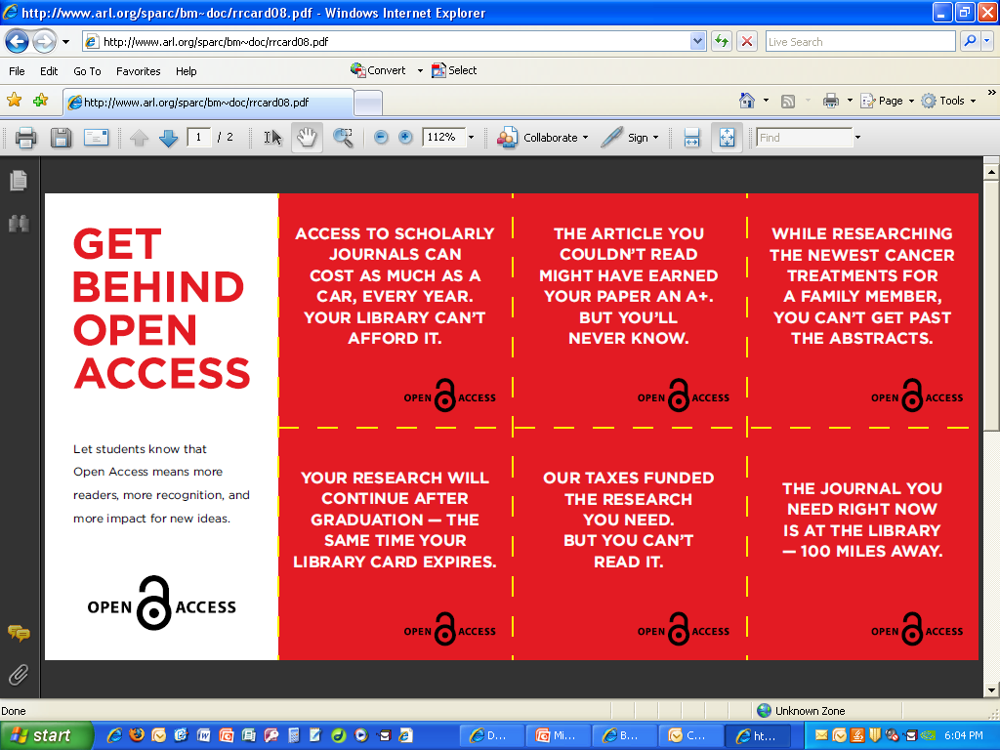 http://www.arl.org/sparc/bm~doc/rrcard08.pdf - Windows Internet Explorer
http://www.arl.org/sparc/bm~doc/rrcard08.pdf
Live Search
File Edit Go To Favorites Help
Convert Select
http://www.arl.org/sparc/bm~doc/rrcard08.pdf
Page Tools
1 / 2
112%
Collaborate
Sign
Find
GET
BEHIND
OPEN
ACCESS
Let students know that
Open Access means more
readers, more recognition, and
more impact for new ideas.
OPEN ACCESS
ACCESS TO SCHOLARLY
JOURNALS CAN
COST AS MUCH AS A
CAR, EVERY YEAR.
YOUR LIBRARY CAN'T
AFFORD IT.
OPEN ACCESS
THE ARTICLE YOU
COULDN'T READ
MIGHT HAVE EARNED
YOUR PAPER AN A+.
BUT YOU'LL
NEVER KNOW.
OPEN ACCESS
WHILE RESEARCHING
THE NEWEST CANCER
TREATMENTS FOR
A FAMILY MEMBER,
YOU CAN'T GET PAST
THE ABSTRACTS.
OPEN ACCESS
YOUR RESEARCH WILL
CONTINUE AFTER
GRADUATION — THE
SAME TIME YOUR
LIBRARY CARD EXPIRES.
OPEN ACCESS
OUR TAXES FUNDED
THE RESEARCH
YOU NEED.
BUT YOU CAN'T
READ IT.
OPEN ACCESS
THE JOURNAL YOU
NEED RIGHT NOW
IS AT THE LIBRARY
— 100 MILES AWAY.
OPEN ACCESS
Done
Unknown Zone
start
D...
Mi...
B...
C...
ht...
6:04 PM